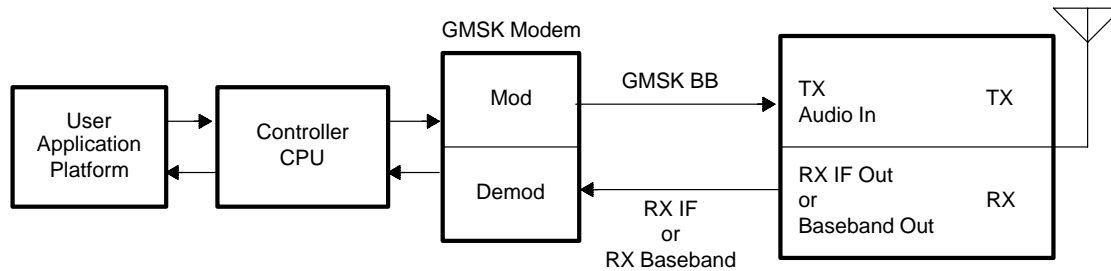 GMSK Modem
User
Application
Platform
Controller
CPU
Mod
Demod
GMSK BB
RX IF
or
RX Baseband
TX
Audio In
TX
RX IF Out
or
Baseband Out
RX